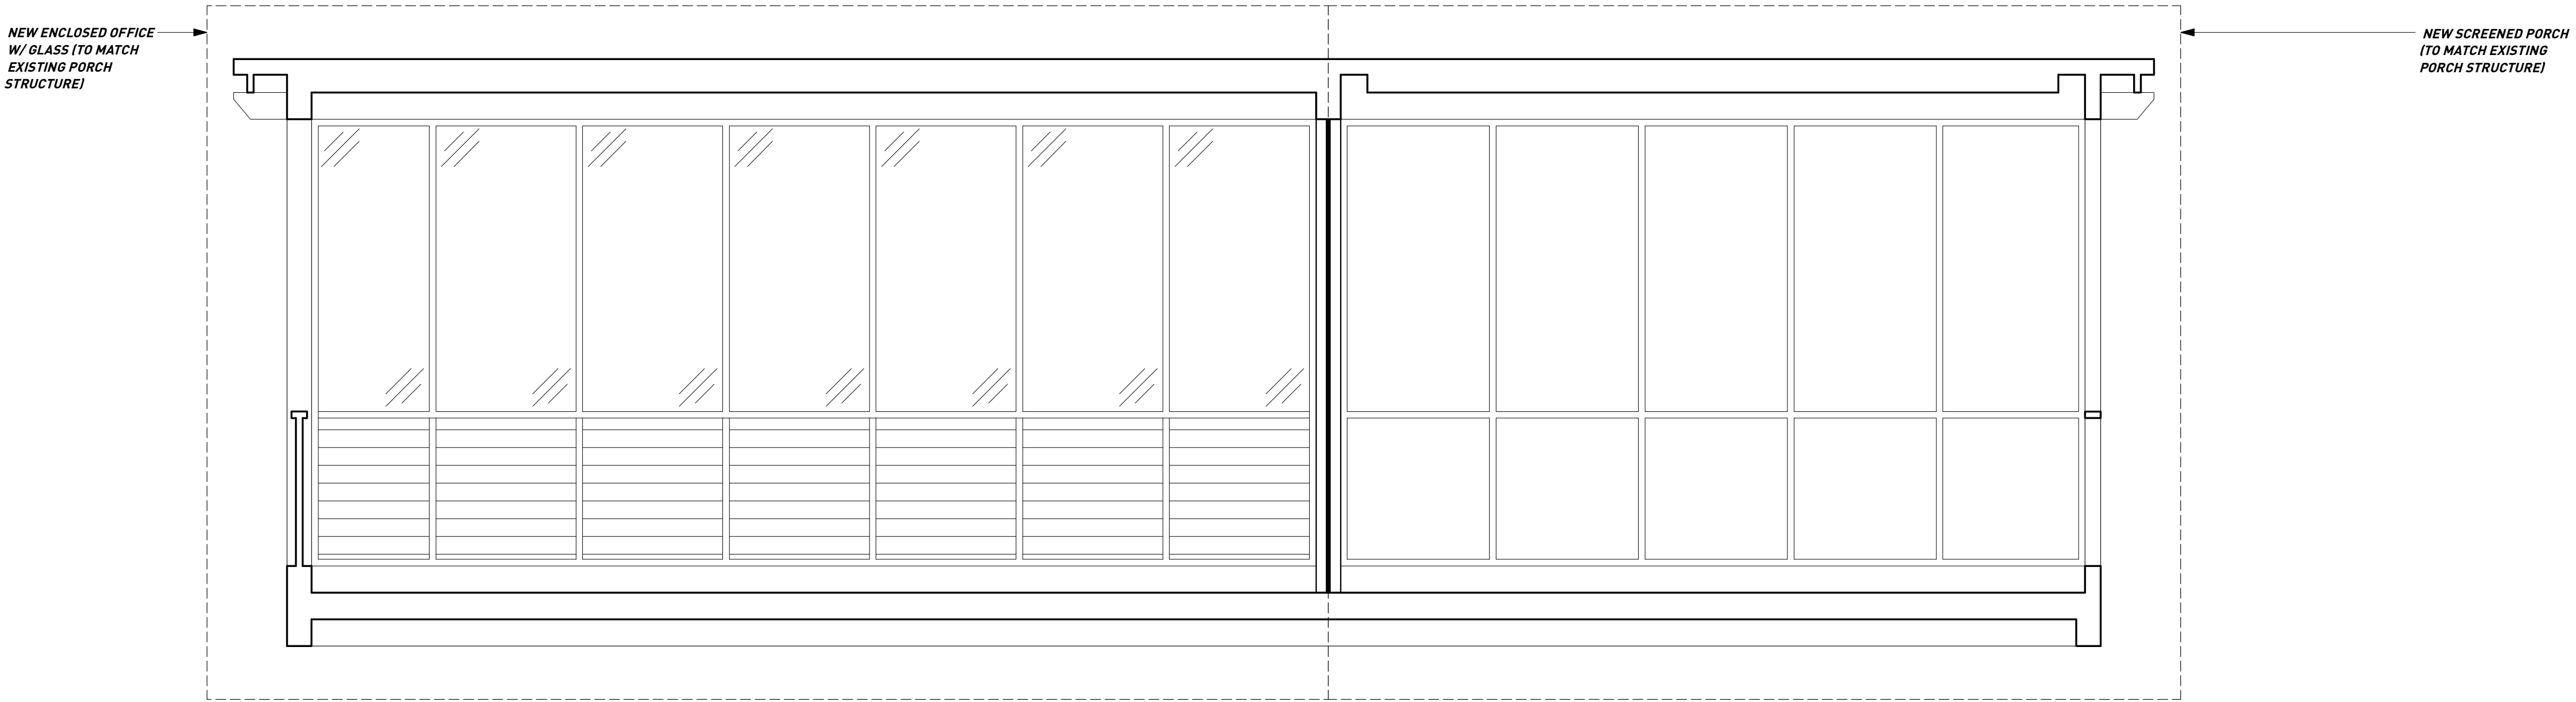 NEW ENCLOSED OFFICE
W/ GLASS (TO MATCH
EXISTING PORCH
STRUCTURE)
NEW SCREENED PORCH
(TO MATCH EXISTING
PORCH STRUCTURE)